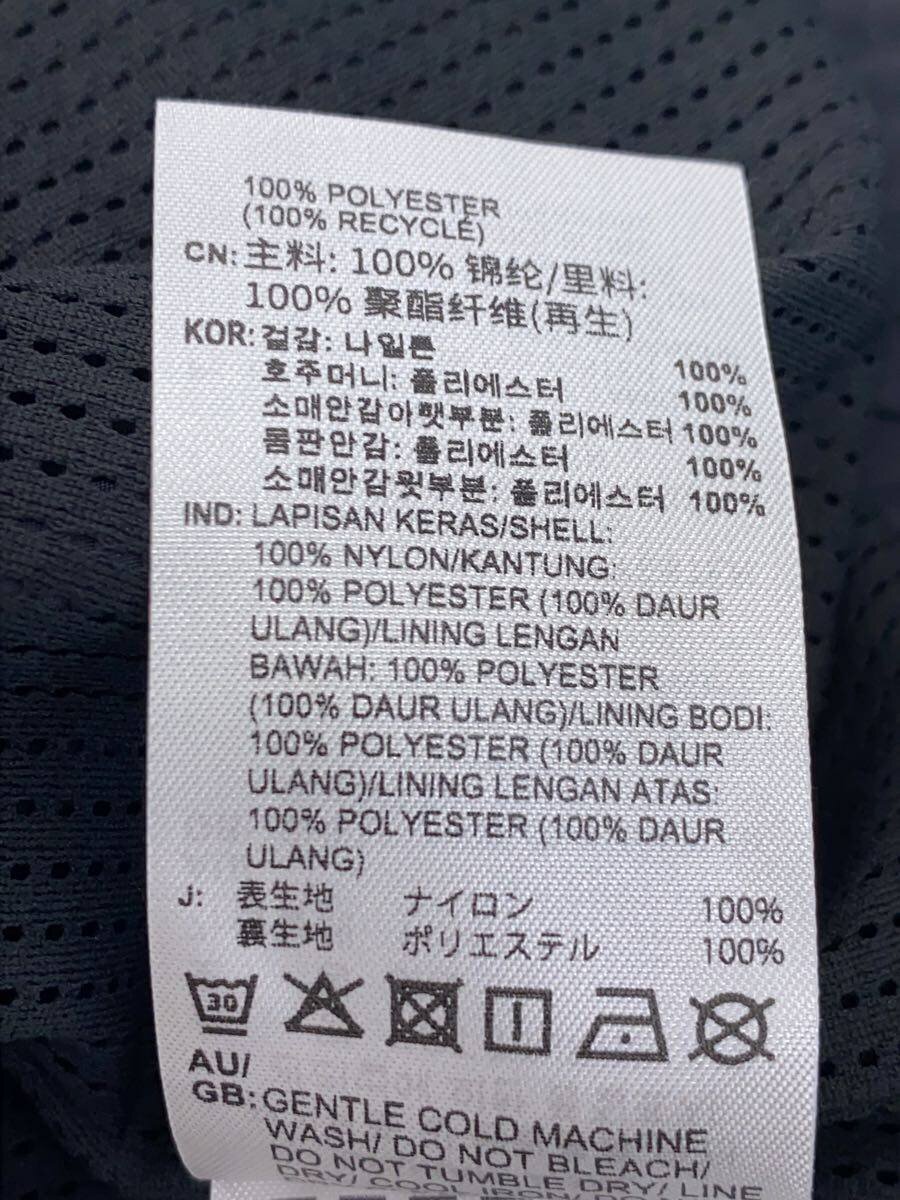 100% POLYESTER
(100% RECYCLÉ)
CN: 主料: 100% 锦纶/里料:
100% 聚酯纤维(再生)
KOR: 겉감: 나일론 100%
호주머니: 폴리에스터 100%
소매안감아랫부분: 폴리에스터 100%
몸판안감: 폴리에스터 100%
소매안감윗부분: 폴리에스터 100%
IND: LAPISAN KERAS/SHELL:
100% NYLON/KANTUNG:
100% POLYESTER (100% DAUR
ULANG)/LINING LENGAN
BAWAH: 100% POLYESTER
(100% DAUR ULANG)/LINING BODI:
100% POLYESTER (100% DAUR
ULANG)/LINING LENGAN ATAS:
100% POLYESTER (100% DAUR
ULANG)
J: 表生地 ナイロン 100%
裏生地 ポリエステル 100%
30
AU/
GB: GENTLE COLD MACHINE
WASH/ DO NOT BLEACH/
DO NOT TUMBLE DRY/ LINE
DRY/ COOL IRON/